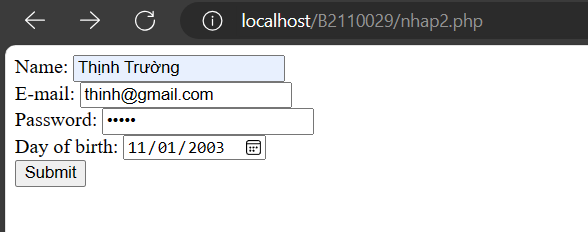 localhost/B2110029/nhap2.php
Name: Thịnh Trường
E-mail: thinh@gmail.com
Password: •••••
Day of birth: 11/01/2003
Submit